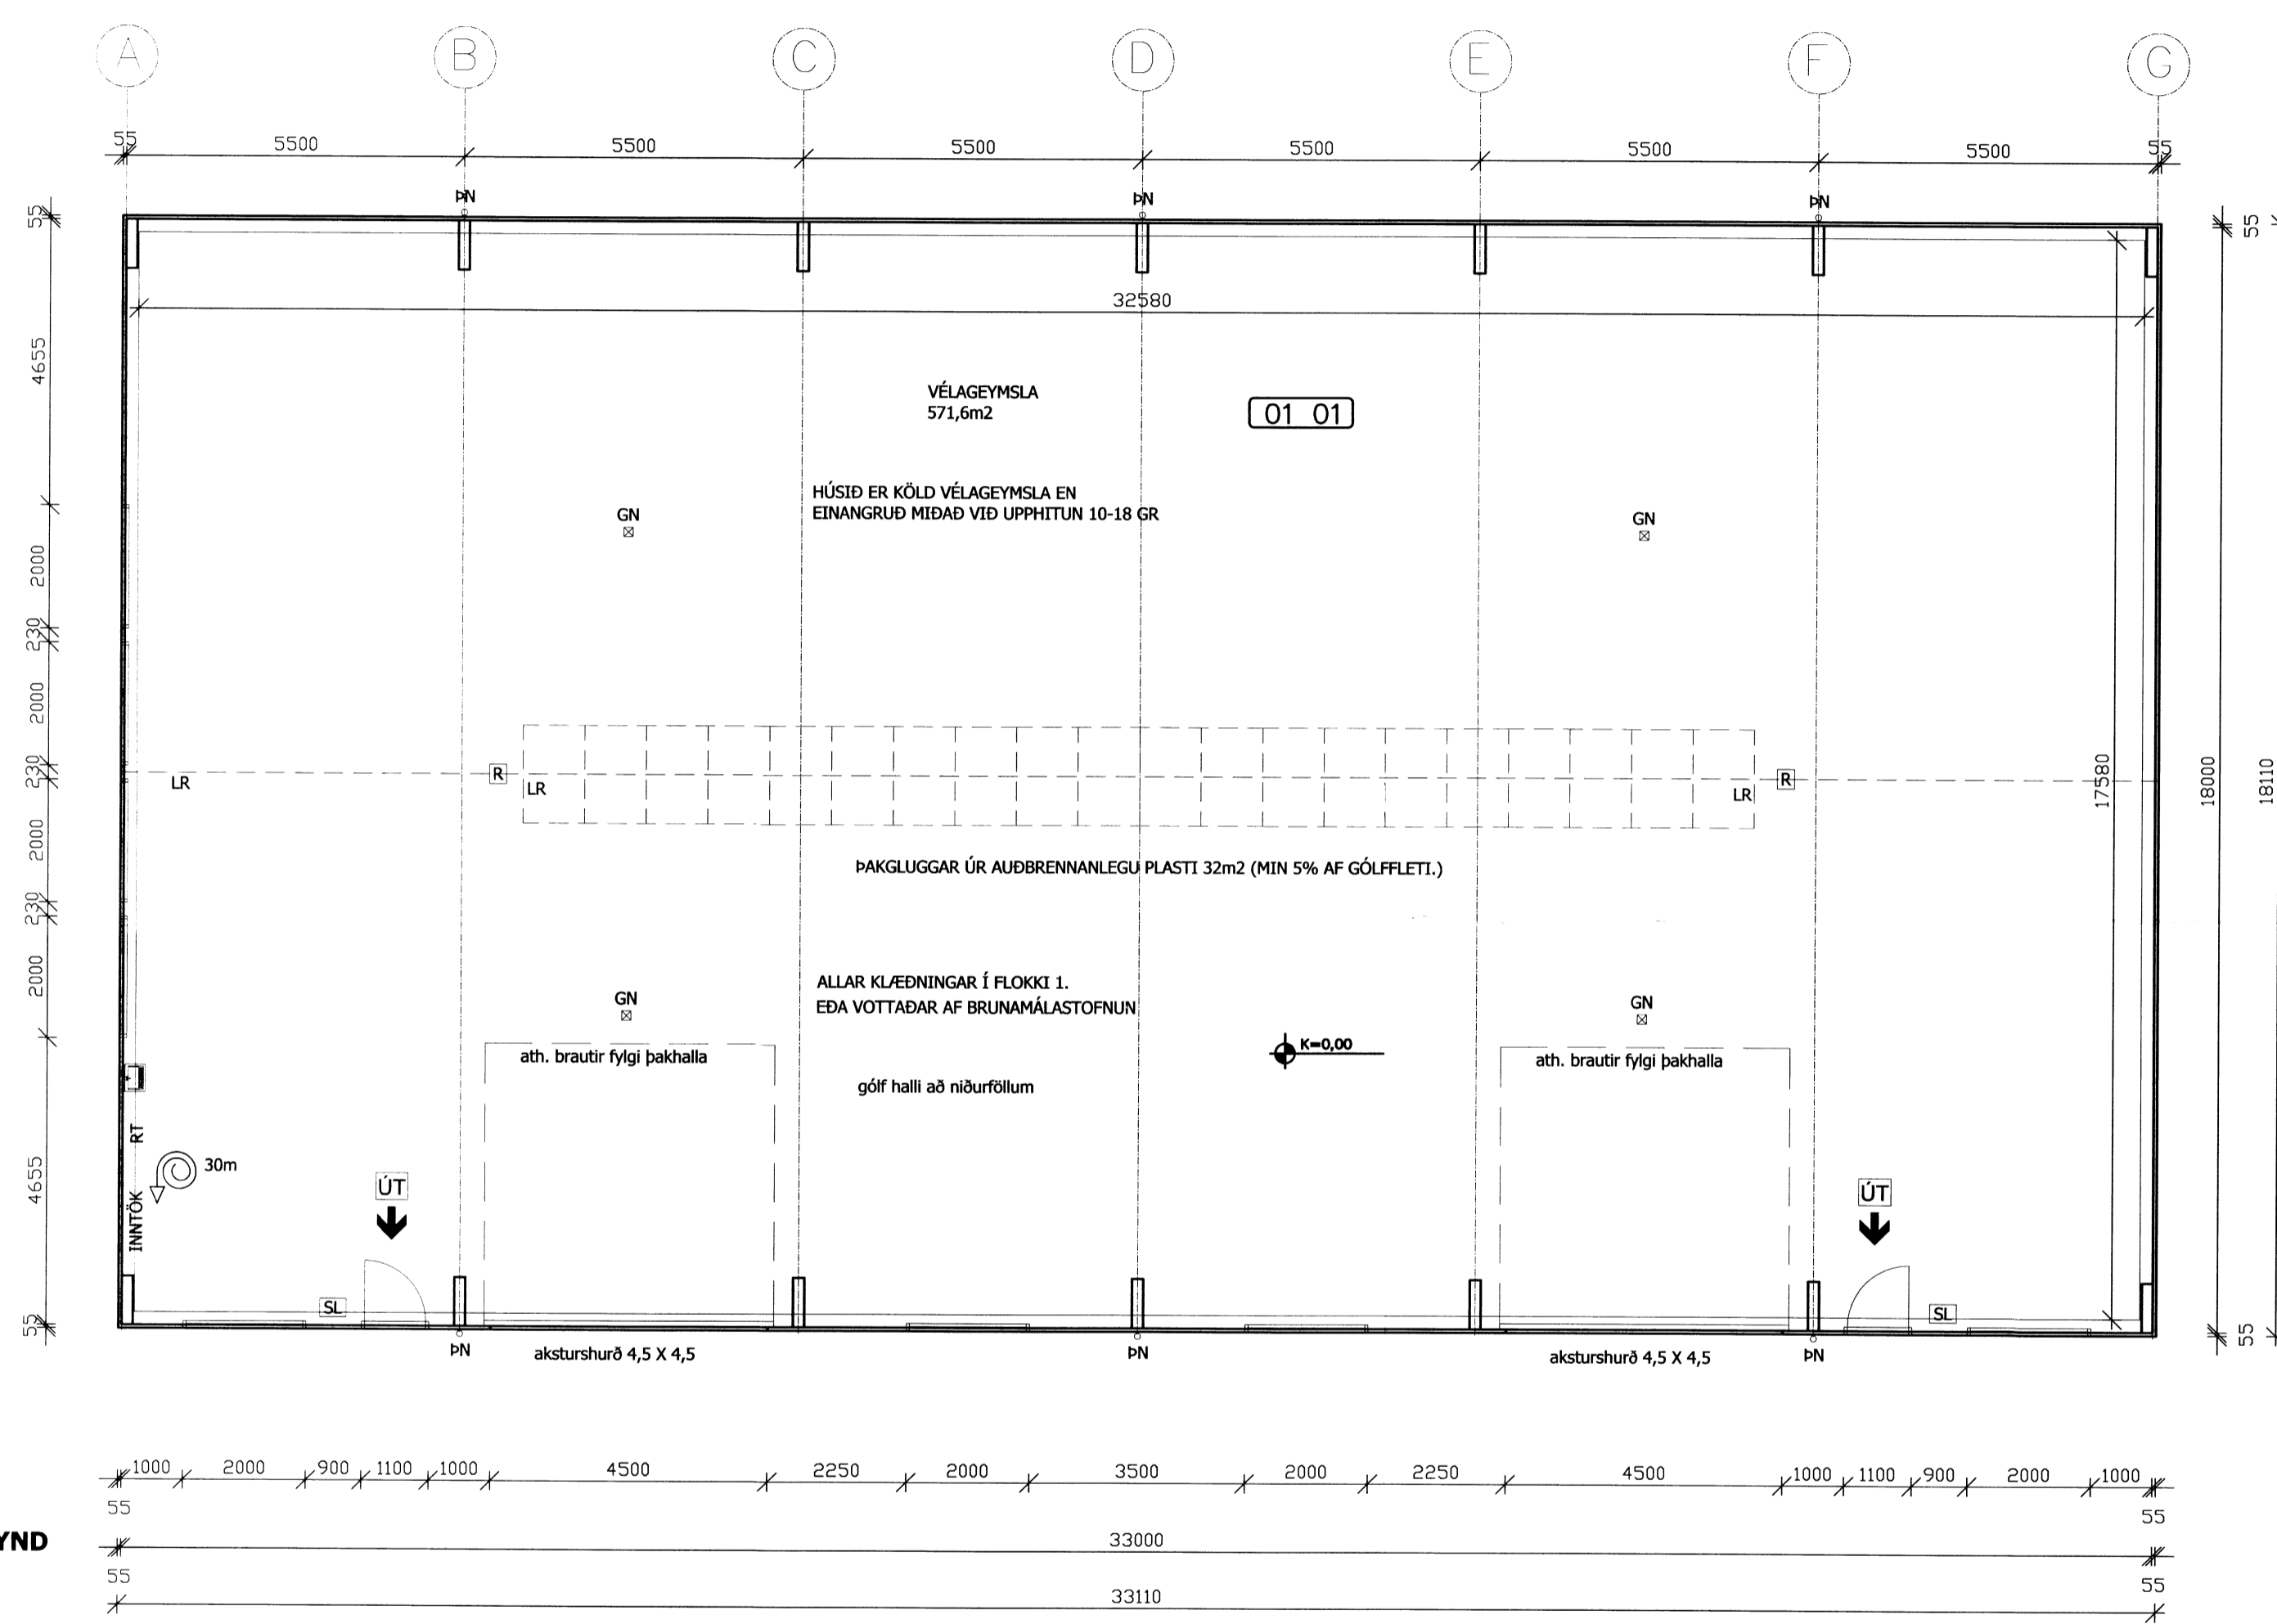 A B C D E F G
55 5500 5500 5500 5500 5500 5500 55
ÞN ÞN ÞN
55 55
32580
4655
VÉLAGEYMSLA
571,6m2
01 01
HÚSIÐ ER KÖLD VÉLAGEYMSLA EN
EINANGRUÐ MIÐAÐ VIÐ UPPHITUN 10-18 GR
GN GN
2000
230
2000
230
LR R LR LR R
17580 18000 18110
2000
ÞAKGLUGGAR ÚR AUÐBRENNANLEGU PLASTI 32m2 (MIN 5% AF GÓLFFLETI.)
230
2000
ALLAR KLÆÐNINGAR Í FLOKKI 1.
EÐA VOTTAÐAR AF BRUNAMÁLASTOFNUN
GN GN
K=0,00
ath. brautir fylgi þakhalla ath. brautir fylgi þakhalla
gólf halli að niðurföllum
RT
30m
4655
INNTÖK
ÚT ÚT
SL SL
55 55
ÞN aksturshurð 4,5 X 4,5 ÞN aksturshurð 4,5 X 4,5 ÞN
1000 2000 900 1100 1000 4500 2250 2000 3500 2000 2250 4500 1000 1100 900 2000 1000
55 55
YND
33000
55 55
33110